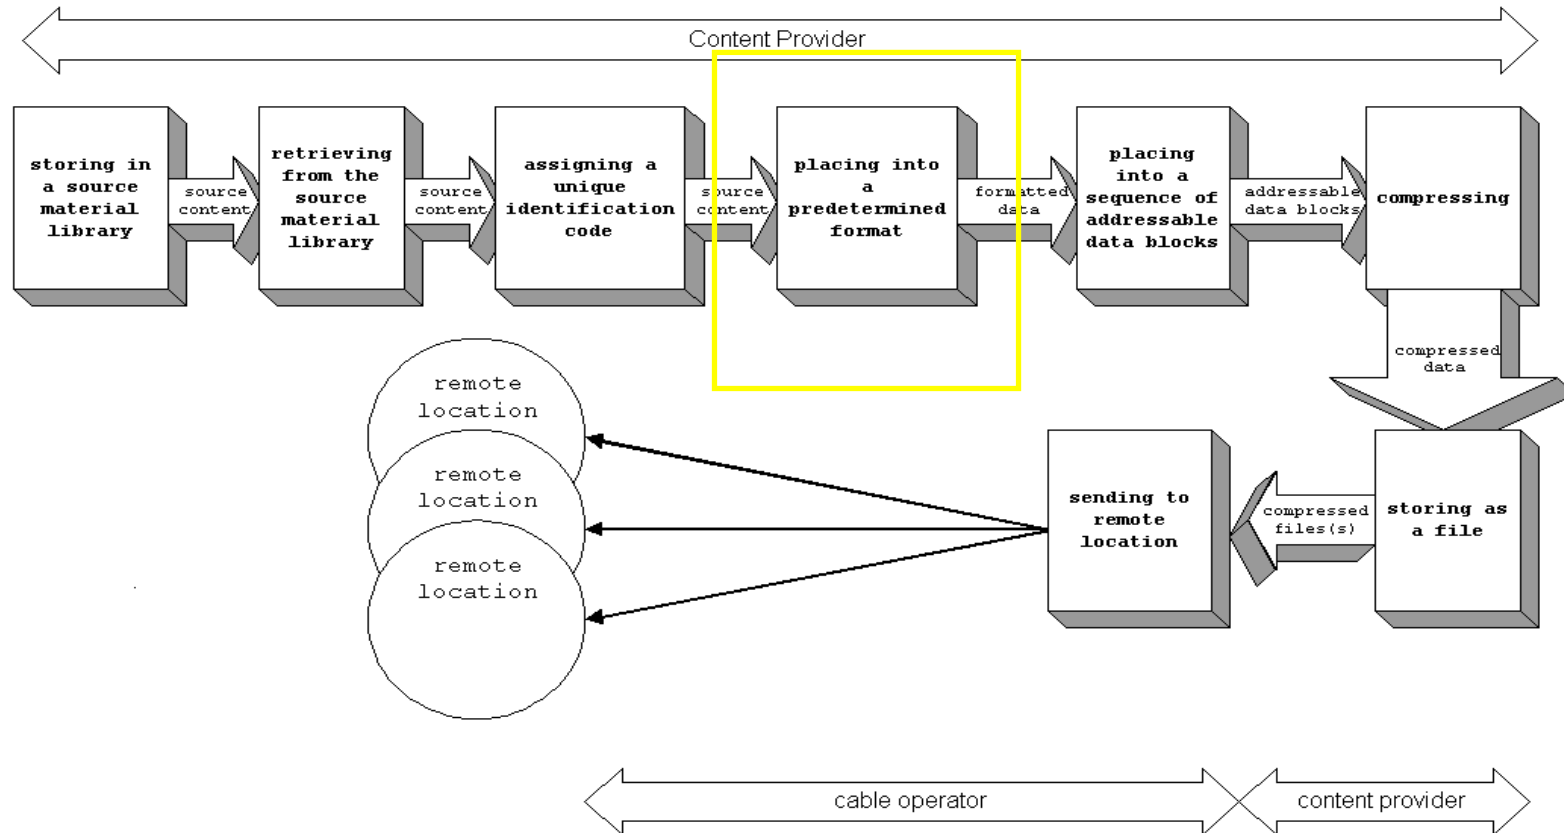 Content Provider
storing in
a source
material
library
source
content
retrieving
from the
source
material
library
source
content
assigning a
unique
identification
code
source
content
placing into
a
predetermined
format
formatted
data
placing
into a
sequence of
addressable
data blocks
addressable
data blocks
compressing
compressed
data
storing as
a file
compressed
files(s)
sending to
remote
location
remote
location
remote
location
remote
location
cable operator
content provider